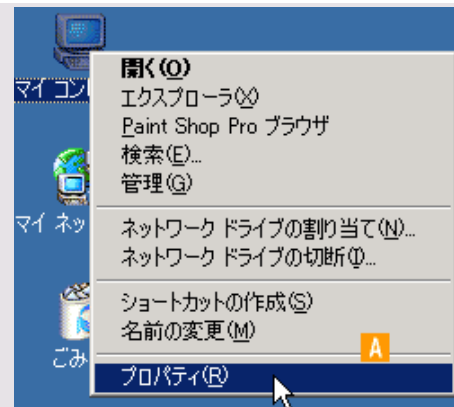 マイ コン
開く(O)
エクスプローラ(X)
Paint Shop Pro ブラウザ
検索(E)...
管理(G)
マイ ネッ
ネットワーク ドライブの割り当て(N)...
ネットワーク ドライブの切断(I)...
ショートカットの作成(S)
名前の変更(M)
A
ごみ
プロパティ(R)